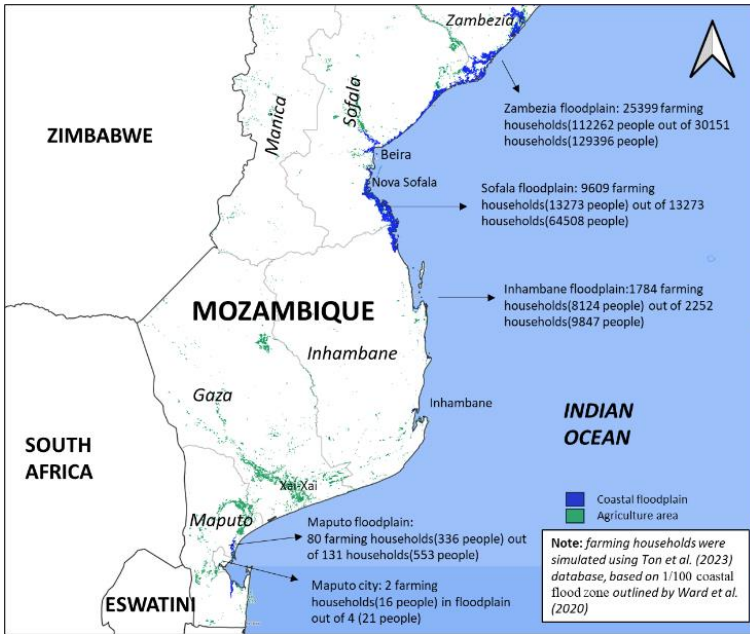 Zambezia
Zambezia floodplain: 25399 farming
households(112262 people out of 30151
households(129396 people)
ZIMBABWE
Manica
Sofala
Beira
Nova Sofala
Sofala floodplain: 9609 farming
households(13273 people) out of 13273
households(64508 people)
Inhambane floodplain:1784 farming
households(8124 people) out of 2252
households(9847 people)
MOZAMBIQUE
Inhambane
Gaza
Inhambane
INDIAN
OCEAN
SOUTH
AFRICA
Xai-Xai
Maputo
Coastal floodplain
Agriculture area
Maputo floodplain:
80 farming households(336 people) out
of 131 households(553 people)
Maputo city: 2 farming
households(16 people) in floodplain
out of 4 (21 people)
ESWATINI
Note: farming households were
simulated using Ton et al. (2023)
database, based on 1/100 coastal
flood zone outlined by Ward et al.
(2020)